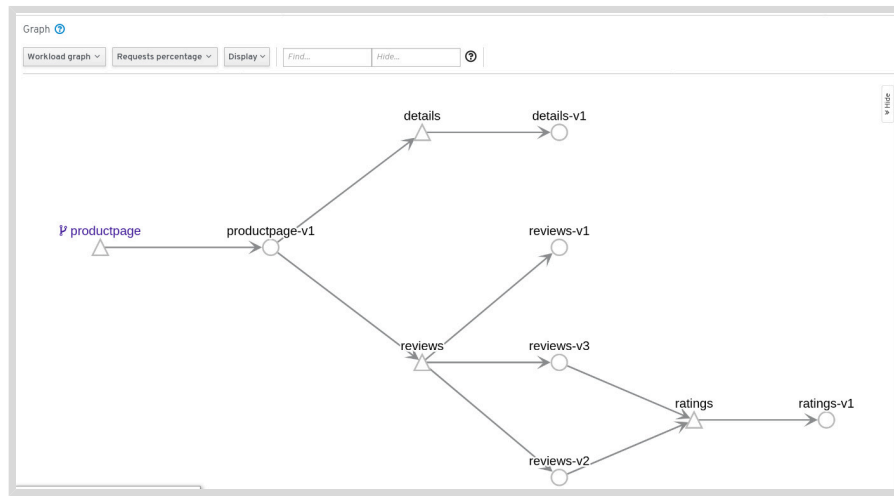 Graph
Workload graph Requests percentage Display Find... Hide...
Hide
details details-v1
productpage productpage-v1 reviews-v1
reviews reviews-v3
ratings ratings-v1
reviews-v2